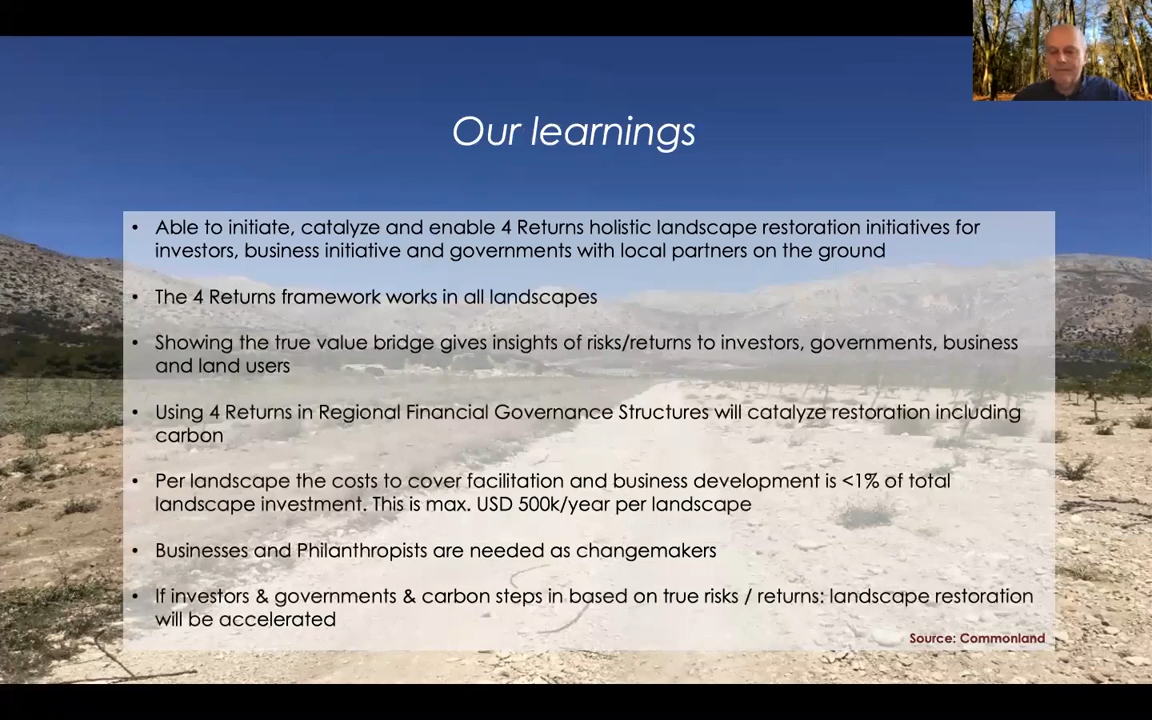 Our learnings
• Able to initiate, catalyze and enable 4 Returns holistic landscape restoration initiatives for
investors, business initiative and governments with local partners on the ground
• The 4 Returns framework works in all landscapes
• Showing the true value bridge gives insights of risks/returns to investors, governments, business
and land users
• Using 4 Returns in Regional Financial Governance Structures will catalyze restoration including
carbon
• Per landscape the costs to cover facilitation and business development is <1% of total
landscape investment. This is max. USD 500k/year per landscape
• Businesses and Philanthropists are needed as changemakers
• If investors & governments & carbon steps in based on true risks / returns: landscape restoration
will be accelerated
Source: Commonland